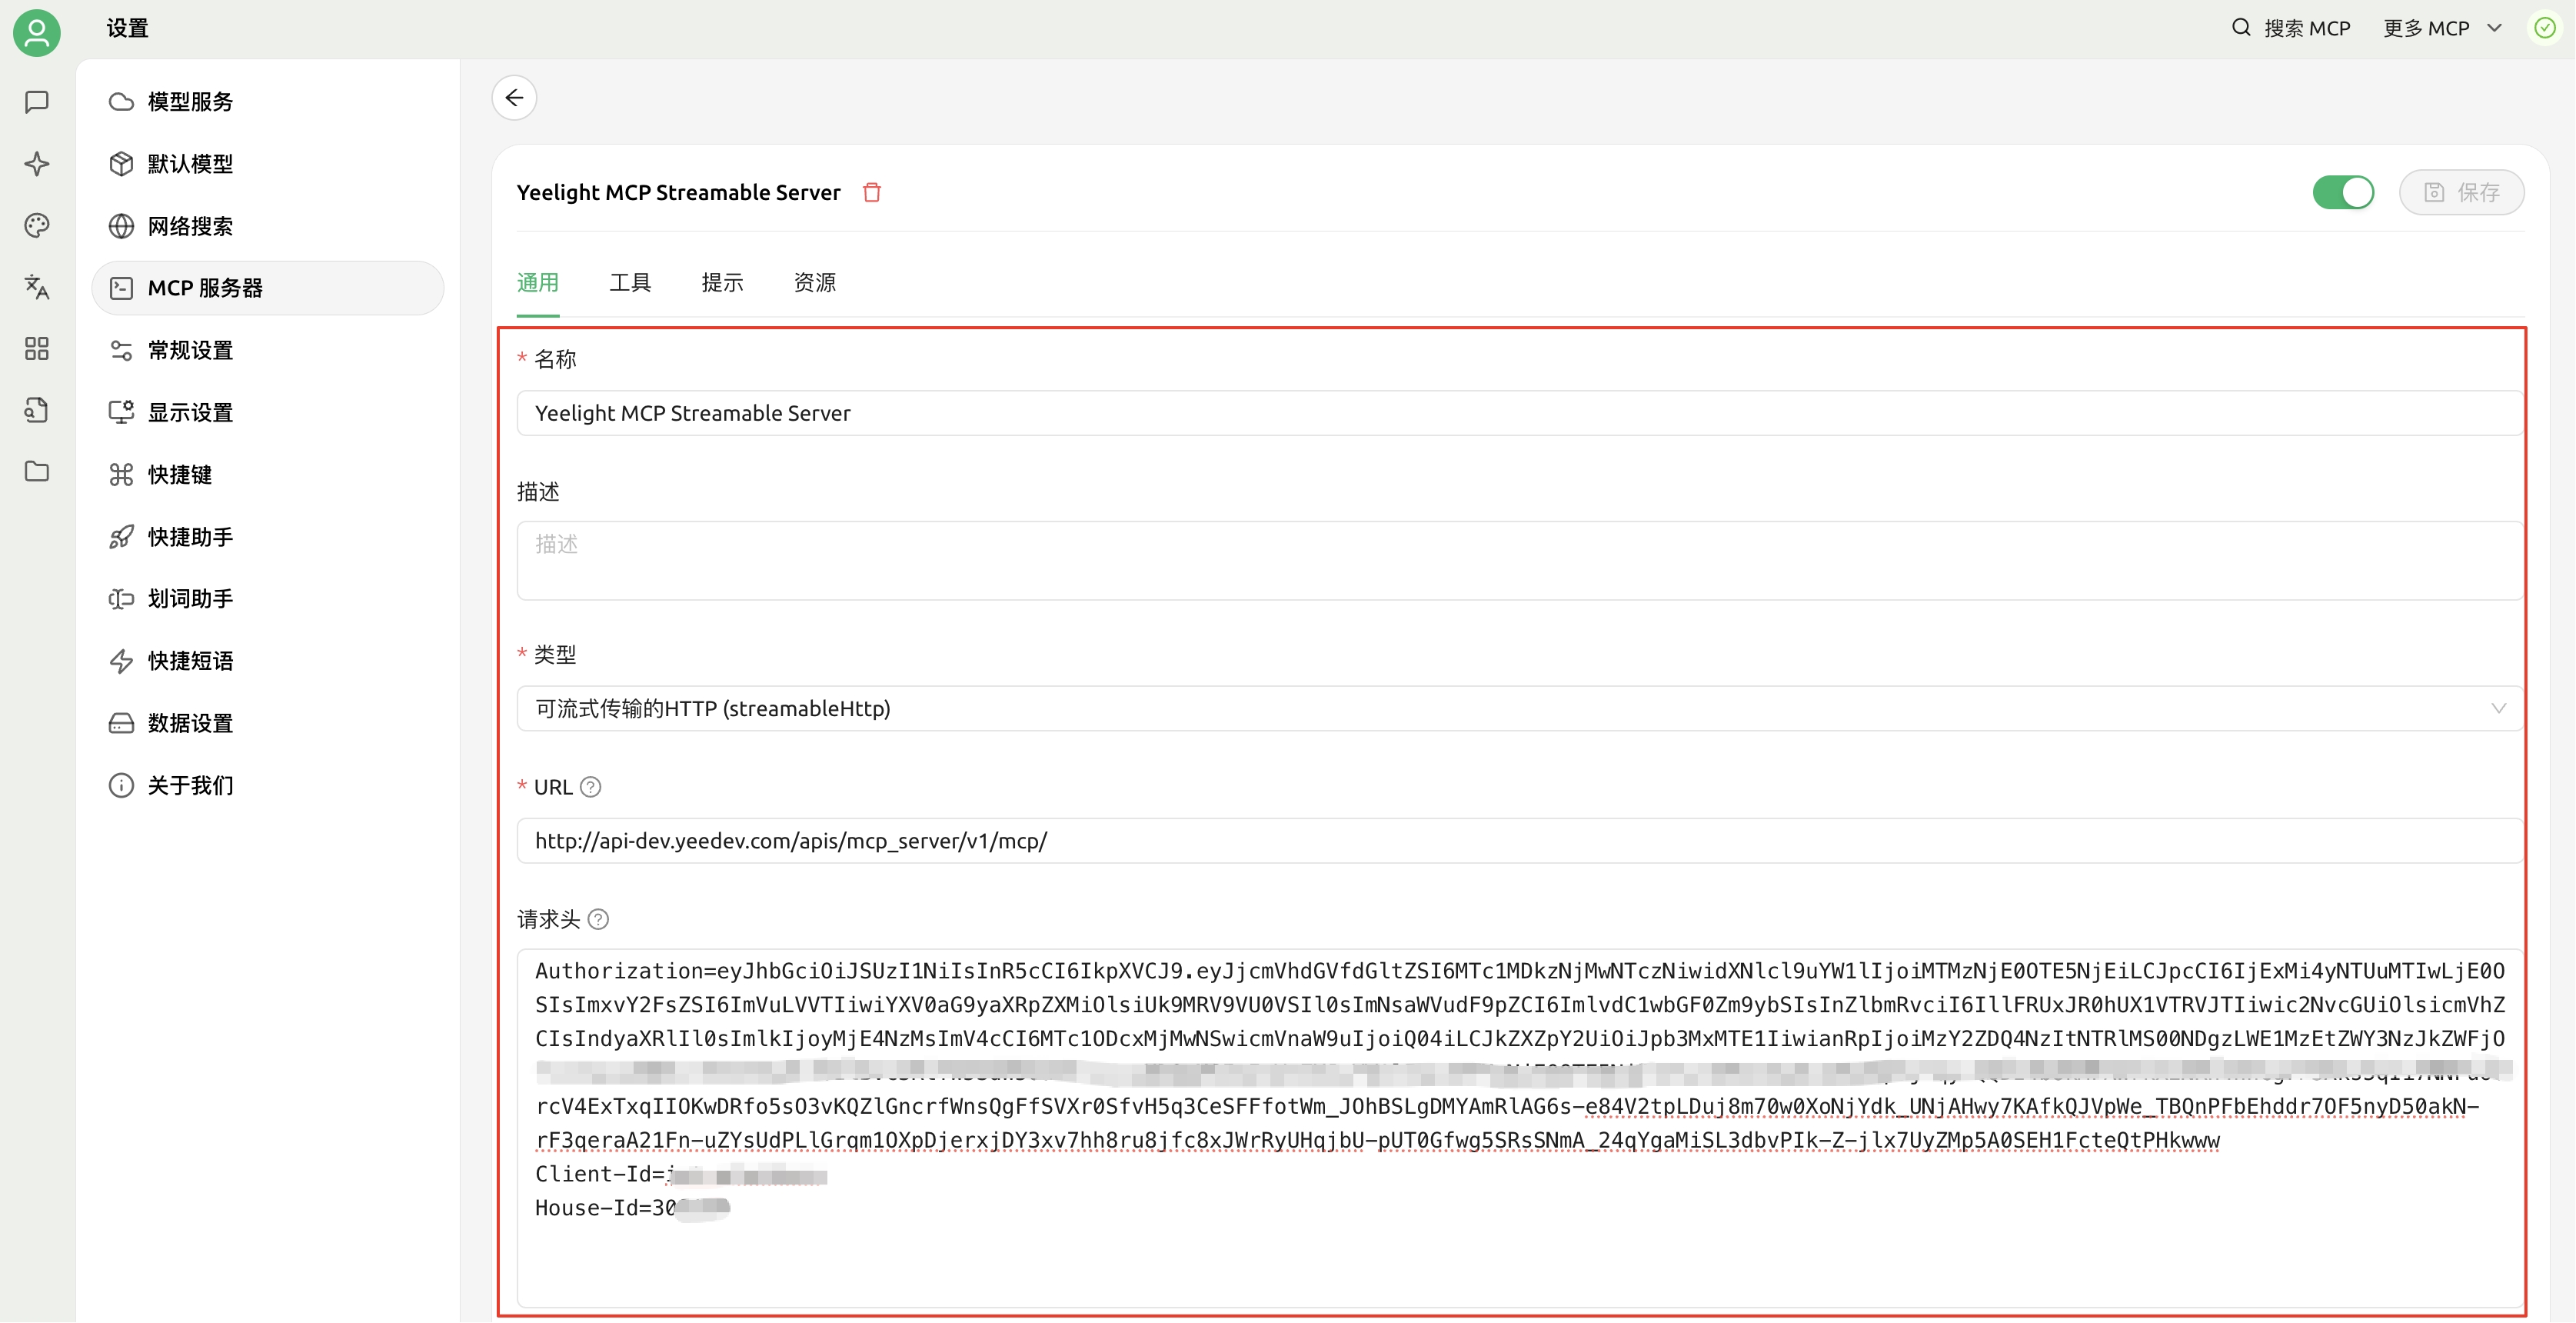 设置
搜索 MCP
更多 MCP
模型服务
默认模型
网络搜索
MCP 服务器
常规设置
显示设置
快捷键
快捷助手
划词助手
快捷短语
数据设置
关于我们
Yeelight MCP Streamable Server
保存
通用
工具
提示
资源
* 名称
Yeelight MCP Streamable Server
描述
描述
* 类型
可流式传输的HTTP (streamableHttp)
* URL
http://api-dev.yeedev.com/apis/mcp_server/v1/mcp/
请求头
Authorization=eyJhbGciOiJSUzI1NiIsInR5cCI6IkpXVCJ9.eyJjcmVhdGVfdGltZSI6MTc1MDkzNjMwNTczNiwidXNlcl9uYW1lIjoiMTMzNjE0OTE5NjEiLCJpcCI6IjExMi4yNTUuMTIwLjE0O
SIsImxvY2FsZSI6ImVuLVVTIiwiYXV0aG9yaXRpZXMiOlsiUk9MRV9VU0VSIl0sImNsaWVudF9pZCI6ImlvdC1wbGF0Zm9ybSIsInZlbmRvciI6IllFRUxJR0hUX1VTRVJTIiwic2NvcGUiOlsicmVhZ
CIsIndyaXRlIl0sImlkIjoyMjE4NzMsImV4cCI6MTc1ODcxMjMwNSwicmVnaW9uIjoiQ04iLCJkZXZpY2UiOiJpb3MxMTE1IiwianRpIjoiMzY2ZDQ4NzItNTRlMS00NDgzLWE1MzEtZWY3NzJkZWFjO
rcV4ExTxqIIOKwDRfo5sO3vKQZlGncrfWnsQgFfSVXr0SfvH5q3CeSFFfotWm_JOhBSLgDMYAmRlAG6s-e84V2tpLDuj8m70w0XoNjYdk_UNjAHwy7KAfkQJVpWe_TBQnPFbEhddr7OF5nyD50akN-
rF3qeraA21Fn-uZYsUdPLlGrqm1OXpDjerxjDY3xv7hh8ru8jfc8xJWrRyUHqjbU-pUT0Gfwg5SRsSNmA_24qYgaMiSL3dbvPIk-Z-jlx7UyZMp5A0SEH1FcteQtPHkwww
Client-Id=
House-Id=30